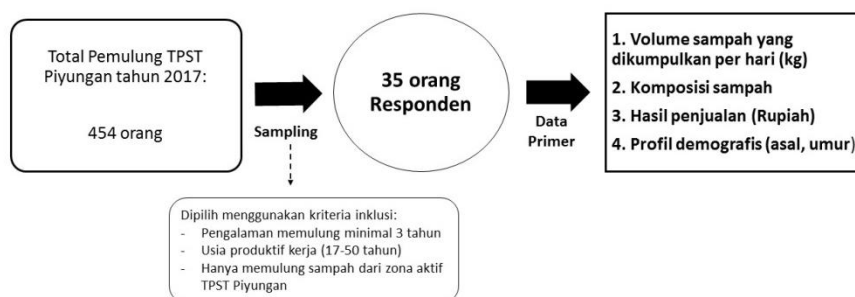 Total Pemulung TPST
Piyungan tahun 2017:
454 orang
Sampling
35 orang
Responden
Data
Primer
1. Volume sampah yang
dikumpulkan per hari (kg)
2. Komposisi sampah
3. Hasil penjualan (Rupiah)
4. Profil demografis (asal, umur)
Dipilih menggunakan kriteria inklusi:
- Pengalaman memulung minimal 3 tahun
- Usia produktif kerja (17-50 tahun)
- Hanya memulung sampah dari zona aktif
TPST Piyungan